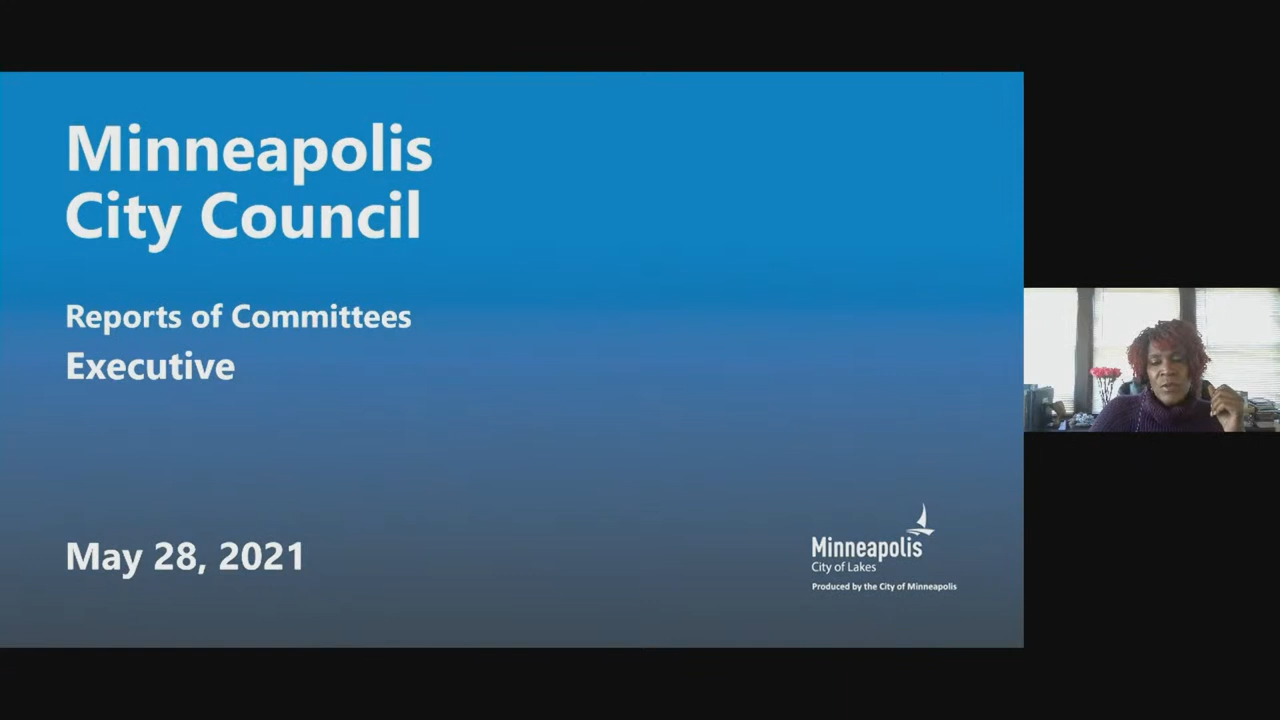 Minneapolis
City Council
Reports of Committees
Executive
May 28, 2021
Minneapolis
City of Lakes
Produced by the City of Minneapolis